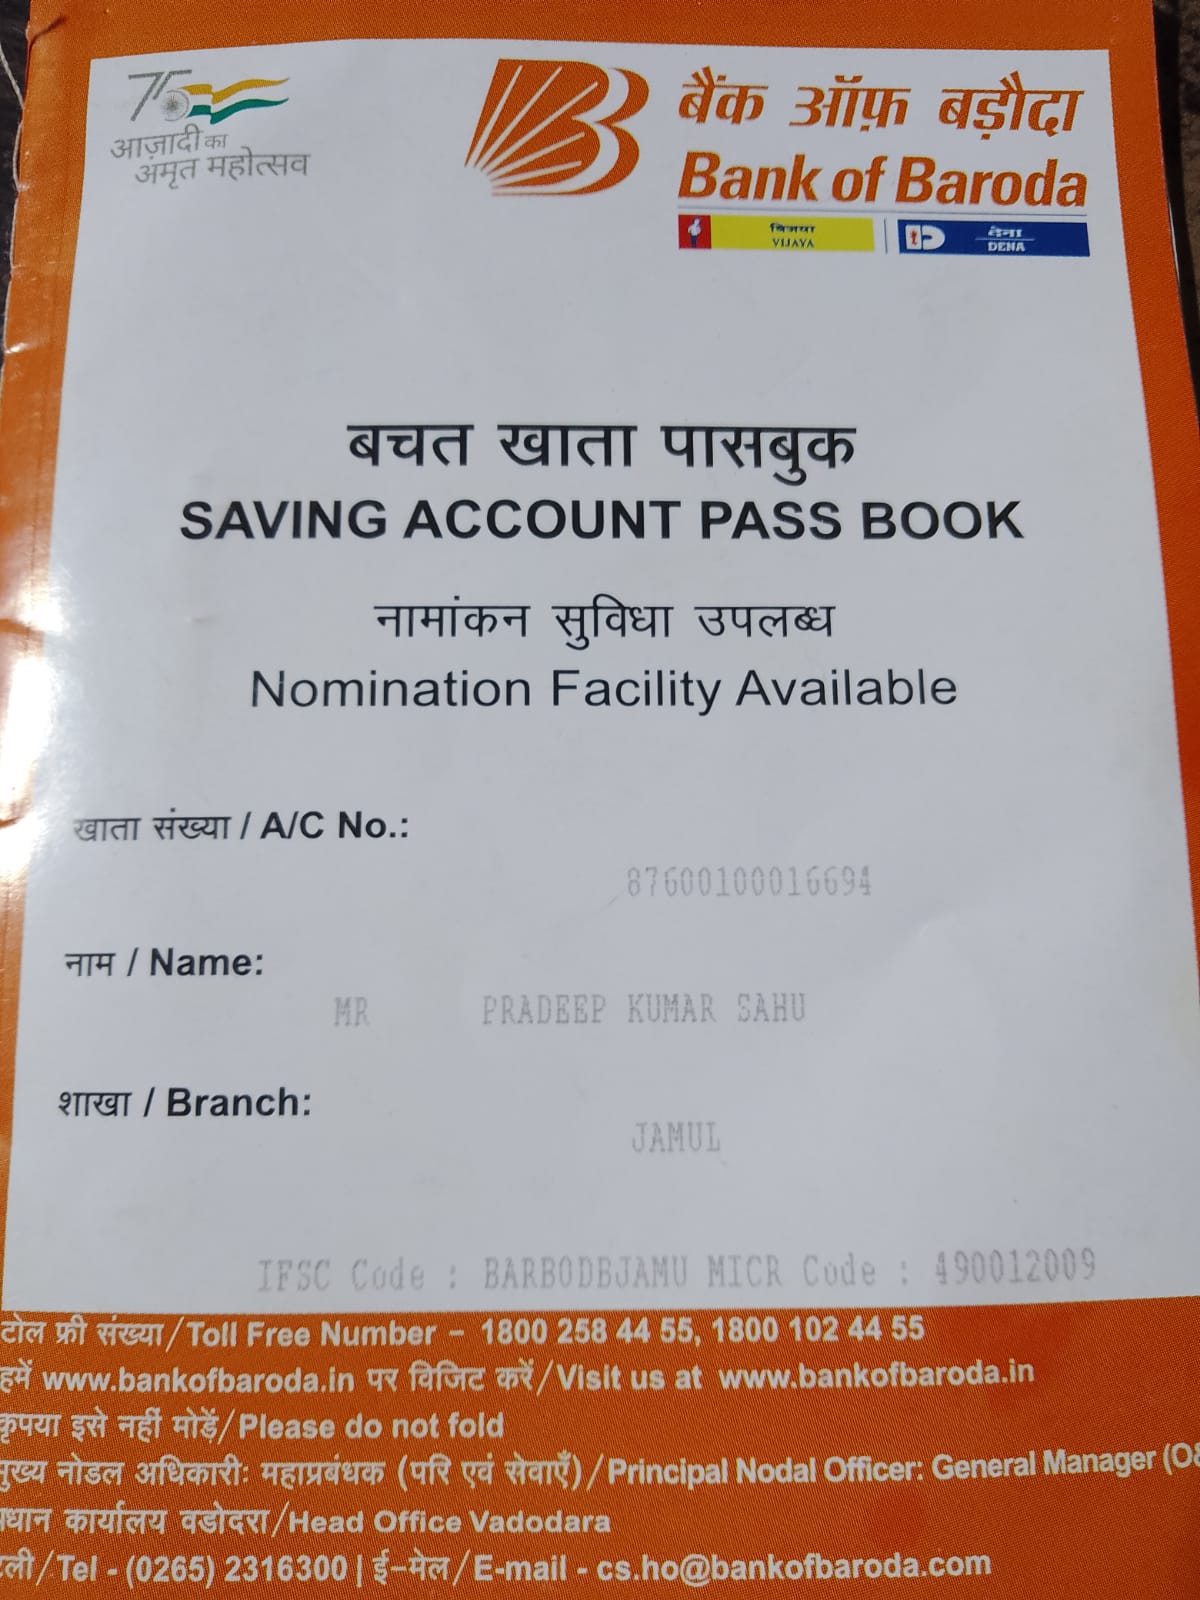 75
आज़ादी का
अमृत महोत्सव
बैंक ऑफ़ बड़ौदा
Bank of Baroda
विजया
VIJAYA
देना
DENA
बचत खाता पासबुक
SAVING ACCOUNT PASS BOOK
नामांकन सुविधा उपलब्ध
Nomination Facility Available
खाता संख्या / A/C No.:
87600100016694
नाम / Name:
MR PRADEEP KUMAR SAHU
शाखा / Branch:
JAMUL
IFSC Code : BARB0DBJAMU MICR Code : 490012009
टोल फ्री संख्या/Toll Free Number – 1800 258 44 55, 1800 102 44 55
हमें www.bankofbaroda.in पर विजिट करें/Visit us at www.bankofbaroda.in
कृपया इसे नहीं मोड़ें/Please do not fold
मुख्य नोडल अधिकारी: महाप्रबंधक (परि एवं सेवाएँ)/Principal Nodal Officer: General Manager
कार्यालय वडोदरा/Head Office Vadodara
Tel - (0265) 2316300 | ई-मेल/E-mail - cs.ho@bankofbaroda.com